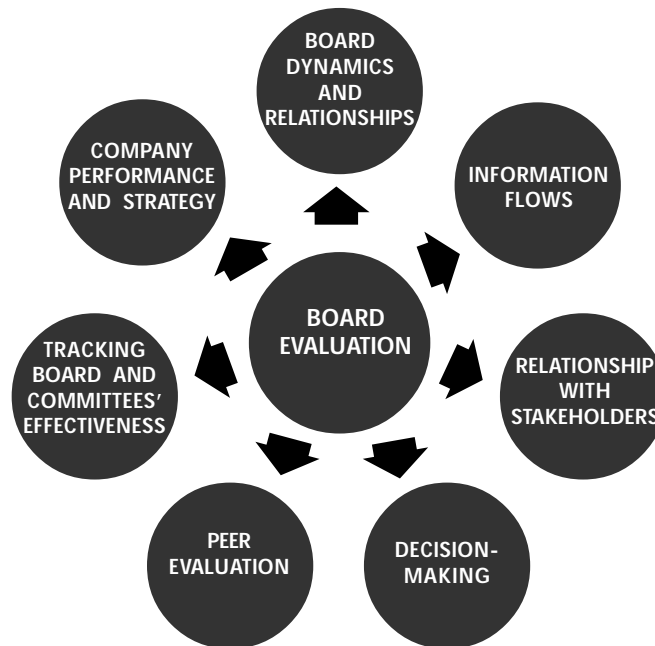 BOARD
DYNAMICS
AND
RELATIONSHIPS
COMPANY
PERFORMANCE
AND STRATEGY
INFORMATION
FLOWS
BOARD
EVALUATION
TRACKING
BOARD AND
COMMITTEES’
EFFECTIVENESS
RELATIONSHIP
WITH
STAKEHOLDERS
PEER
EVALUATION
DECISION-
MAKING